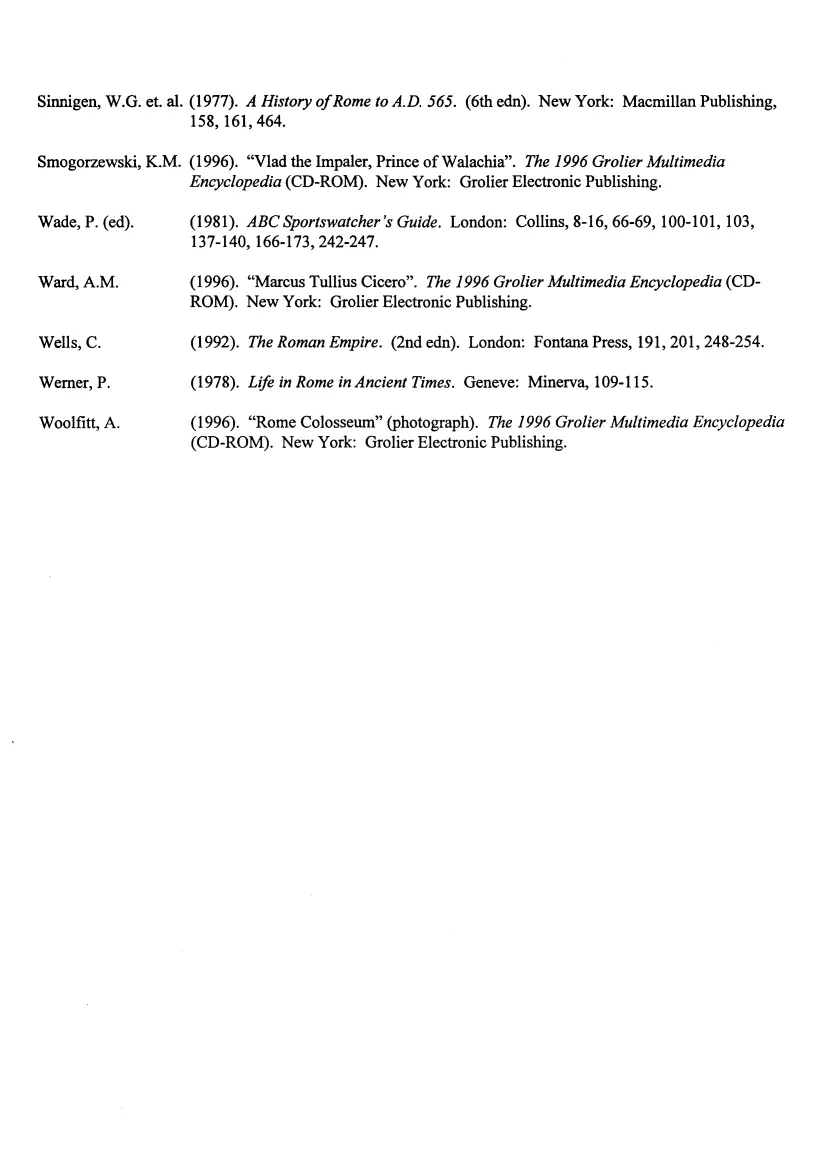 Sinnigen, W.G. et. al. (1977). A History of Rome to A.D. 565. (6th edn). New York: Macmillan Publishing,
158, 161, 464.
Smogorzewski, K.M. (1996). “Vlad the Impaler, Prince of Walachia”. The 1996 Grolier Multimedia
Encyclopedia (CD-ROM). New York: Grolier Electronic Publishing.
Wade, P. (ed). (1981). ABC Sportswatcher's Guide. London: Collins, 8-16, 66-69, 100-101, 103,
137-140, 166-173, 242-247.
Ward, A.M. (1996). “Marcus Tullius Cicero”. The 1996 Grolier Multimedia Encyclopedia (CD-
ROM). New York: Grolier Electronic Publishing.
Wells, C. (1992). The Roman Empire. (2nd edn). London: Fontana Press, 191, 201, 248-254.
Werner, P. (1978). Life in Rome in Ancient Times. Geneve: Minerva, 109-115.
Woolfitt, A. (1996). “Rome Colosseum” (photograph). The 1996 Grolier Multimedia Encyclopedia
(CD-ROM). New York: Grolier Electronic Publishing.